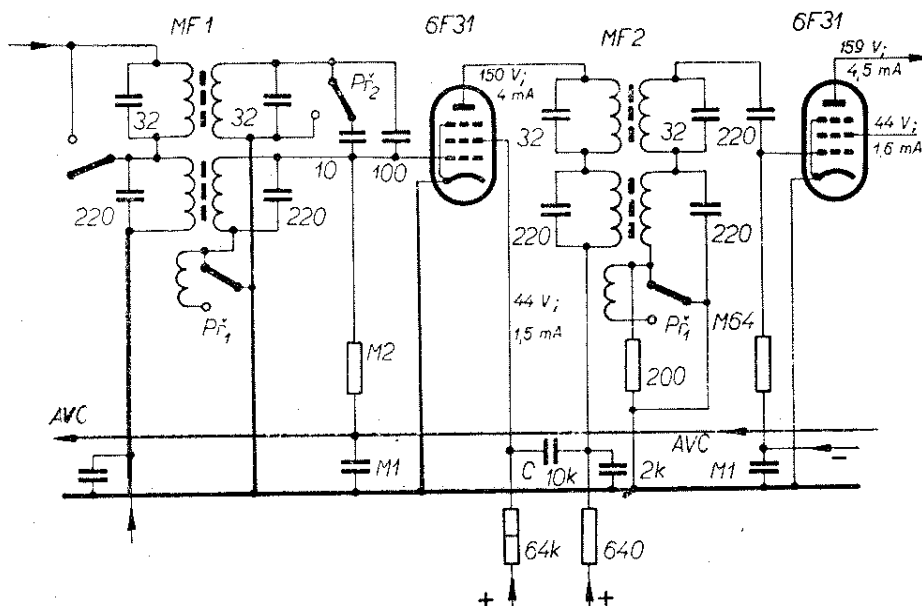 MF1
6F31
MF2
6F31
Př2
150 V;
4 mA
159 V;
4,5 mA
32
32
10
100
32
32
220
44 V;
1,6 mA
220
220
220
220
Př1
44 V;
1,5 mA
Př1
M64
M2
200
AVC
AVC
M1
C
10k
2k
M1
−
64k
640
+
+